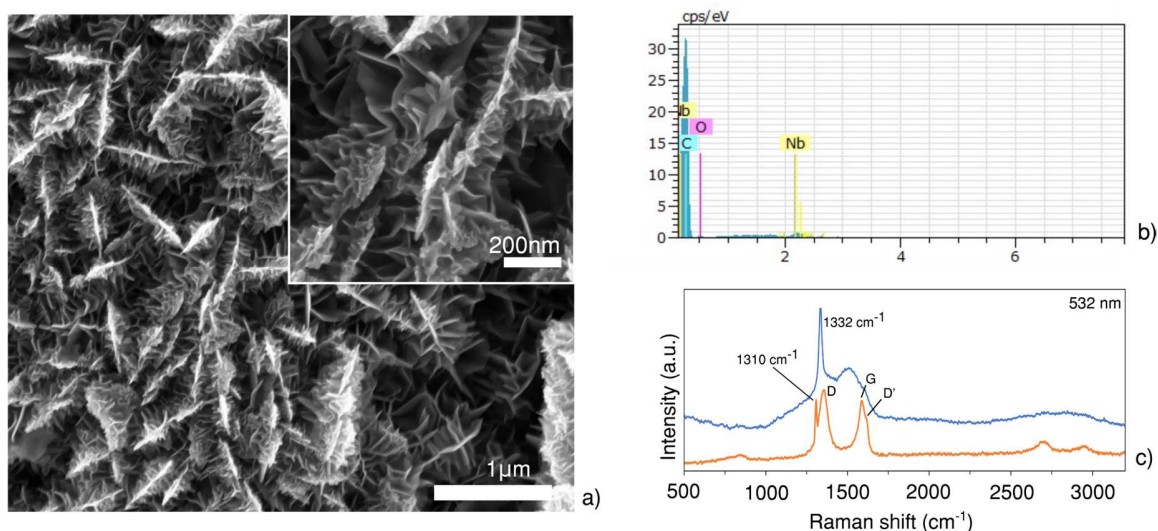 200nm
1μm
a)
cps/eV
30
25
20
15
10
5
0
lb
O
C
Nb
2
4
6
b)
532 nm
1332 cm-1
1310 cm-1
D
G
D'
c)
Intensity (a.u.)
500
1000
1500
2000
2500
3000
Raman shift (cm-1)